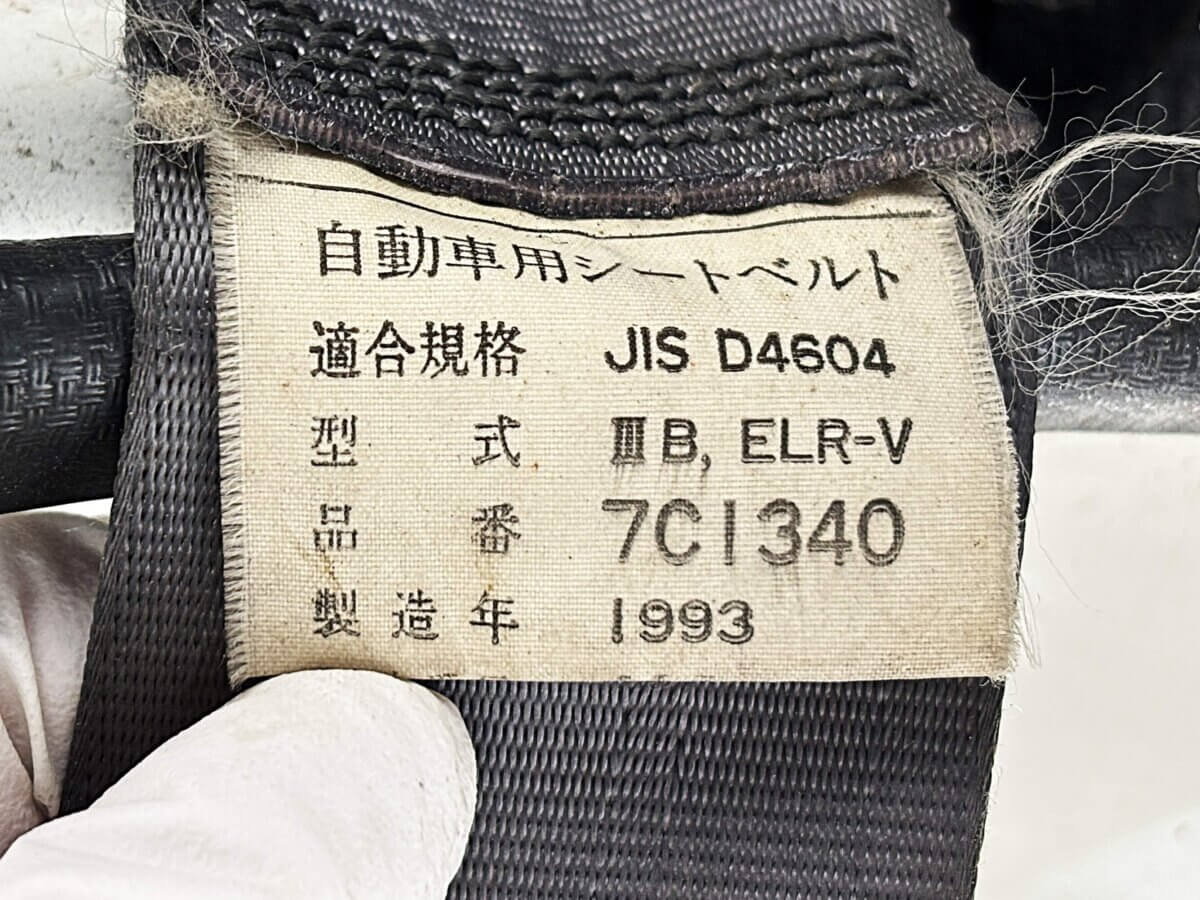 自動車用シートベルト
適合規格 JIS D4604
型式 ⅢB, ELR-V
品番 7C1340
製造年 1993